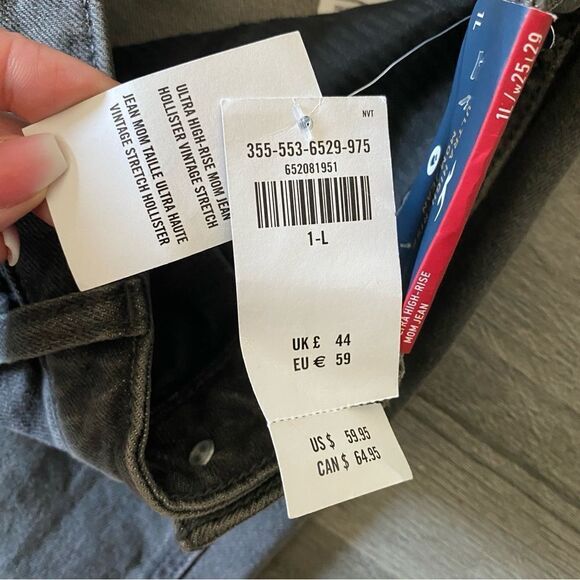 ULTRA HIGH-RISE MOM JEAN
HOLLISTER VINTAGE STRETCH
JEAN MOM TAILLE ULTRA HAUTE
VINTAGE STRETCH HOLLISTER
NVT
355-553-6529-975
652081951
1-L
UK £ 44
EU € 59
US $ 59.95
CAN $ 64.95
1L
1L/W25 L29
ULTRA HIGH-RISE
MOM JEAN